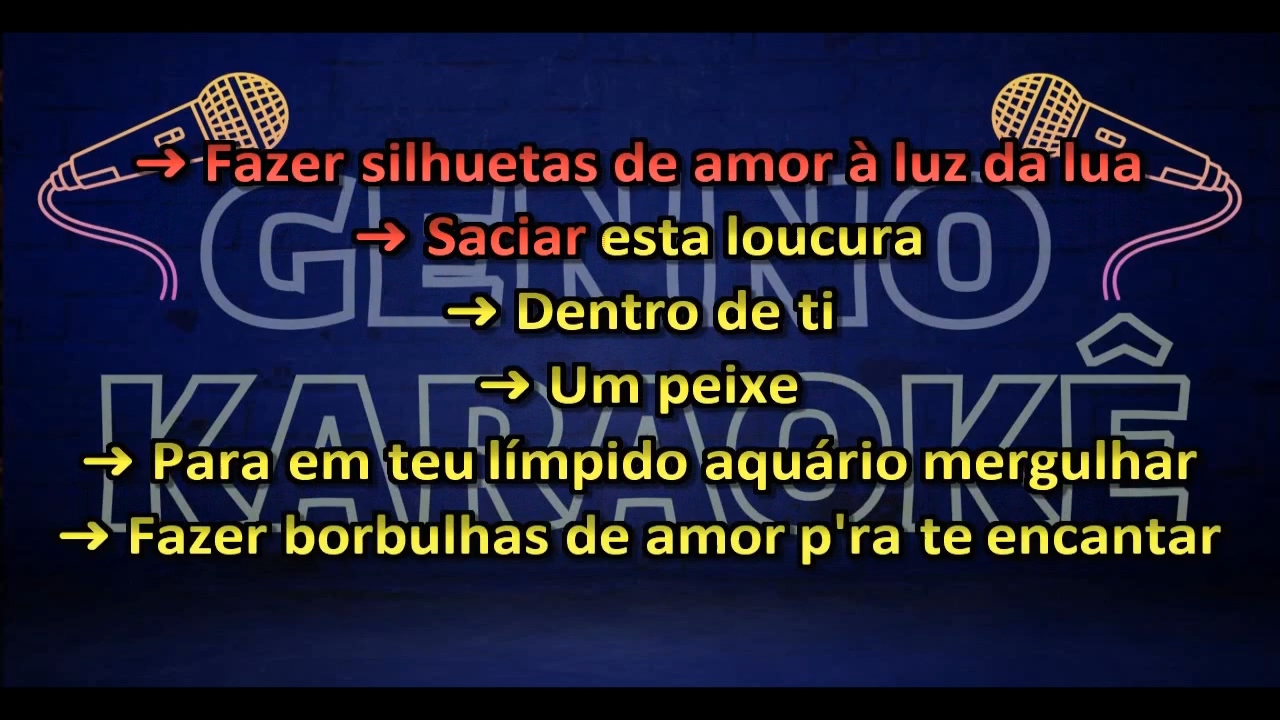 ➜ Fazer silhuetas de amor à luz da lua
➜ Saciar esta loucura
➜ Dentro de ti
➜ Um peixe
➜ Para em teu límpido aquário mergulhar
➜ Fazer borbulhas de amor p'ra te encantar
GENNO
KARAOKÊ